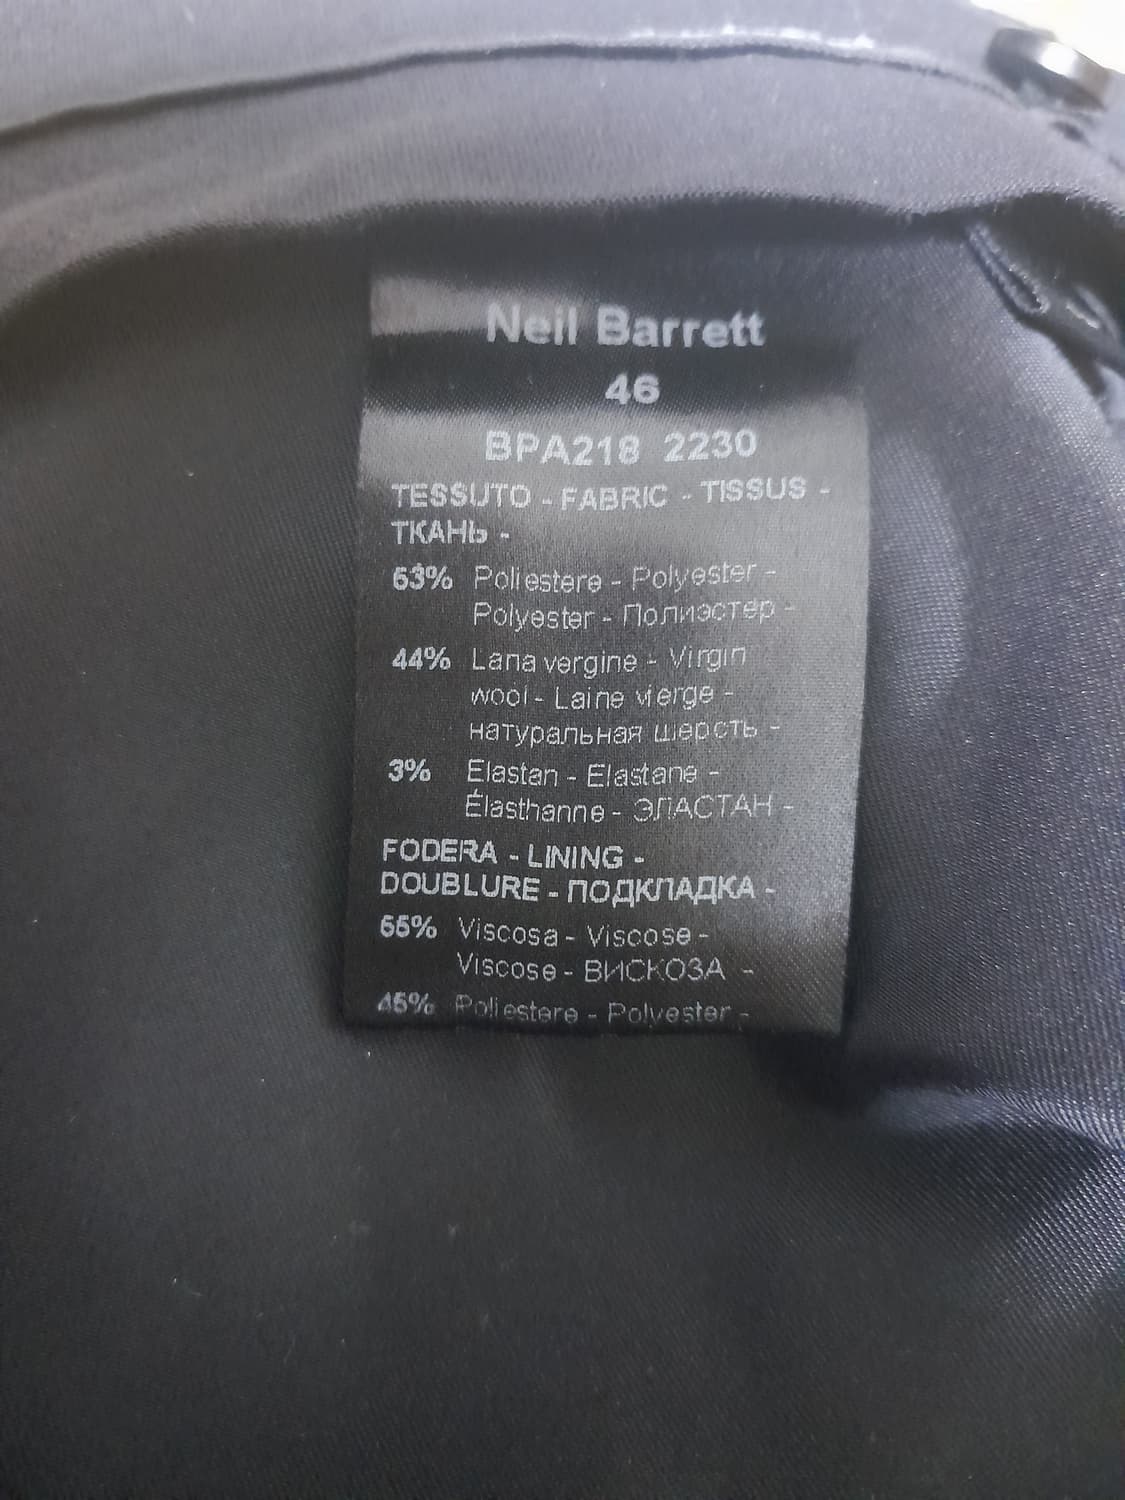 Neil Barrett
46
BPA218 2230
TESSUTO - FABRIC - TISSUS -
ТКАНЬ -
53% Poliestere - Polyester -
Polyester - Полиэстер -
44% Lana vergine - Virgin
wool - Laine vierge -
натуральная шерсть -
3% Elastan - Elastane -
Élasthanne - ЭЛАСТАН -
FODERA - LINING -
DOUBLURE - ПОДКЛАДКА -
55% Viscosa - Viscose -
Viscose - ВИСКОЗА -
45% Poliestere - Polyester -